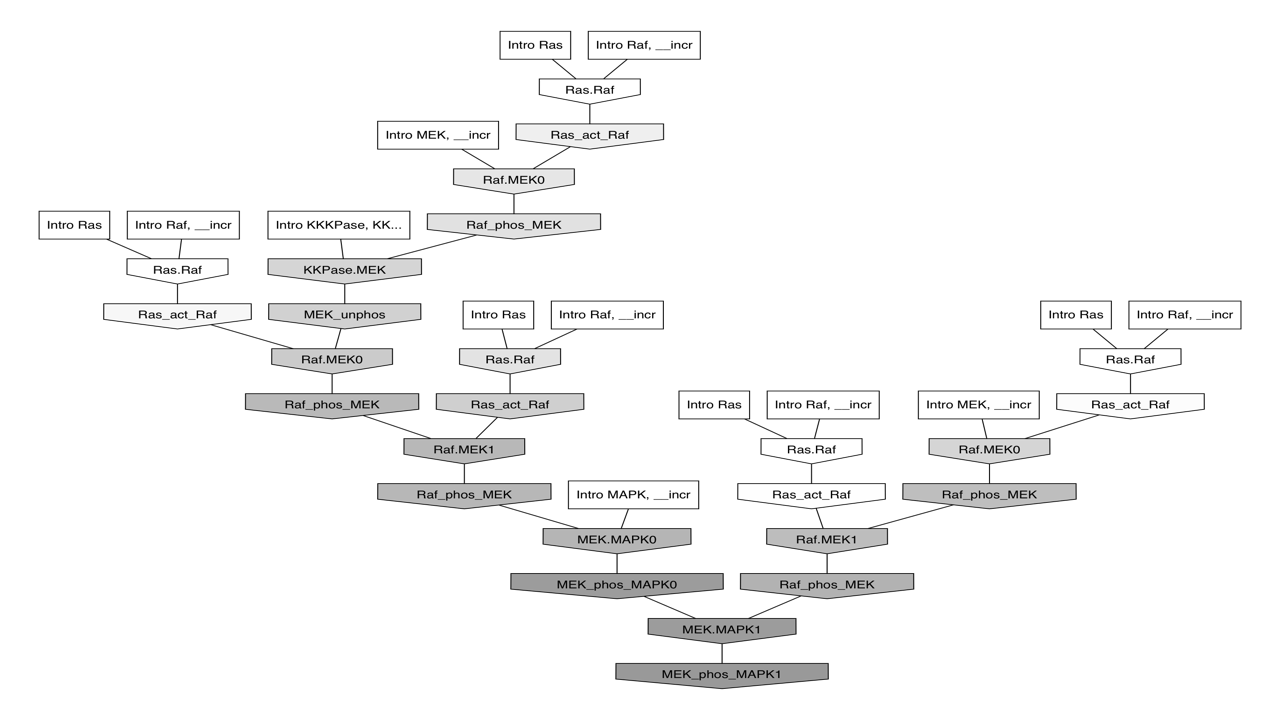 Intro Ras
Intro Raf, __incr
Ras.Raf
Intro MEK, __incr
Ras_act_Raf
Raf.MEK0
Intro Ras
Intro Raf, __incr
Intro KKKPase, KK...
Raf_phos_MEK
Ras.Raf
KKPase.MEK
Ras_act_Raf
MEK_unphos
Intro Ras
Intro Raf, __incr
Intro Ras
Intro Raf, __incr
Raf.MEK0
Ras.Raf
Ras.Raf
Raf_phos_MEK
Ras_act_Raf
Intro Ras
Intro Raf, __incr
Intro MEK, __incr
Ras_act_Raf
Raf.MEK1
Ras.Raf
Raf.MEK0
Raf_phos_MEK
Intro MAPK, __incr
Ras_act_Raf
Raf_phos_MEK
MEK.MAPK0
Raf.MEK1
MEK_phos_MAPK0
Raf_phos_MEK
MEK.MAPK1
MEK_phos_MAPK1